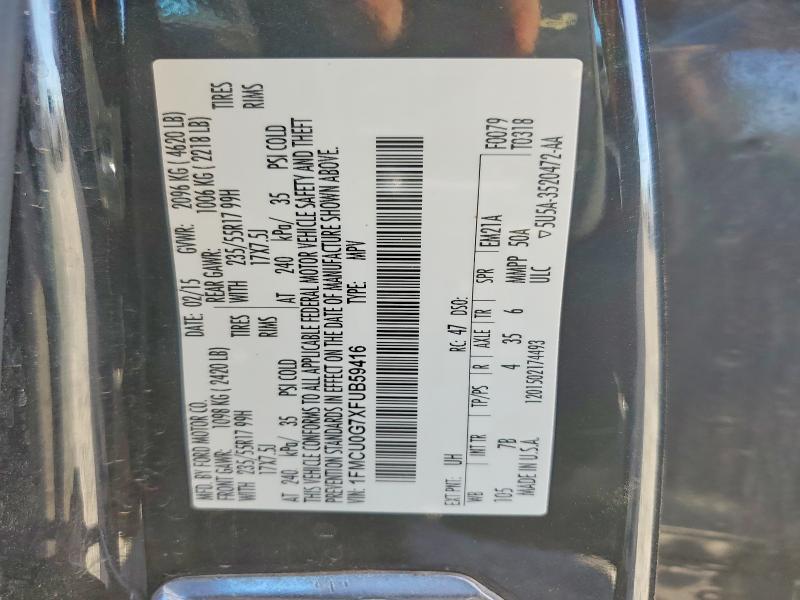 MFD. BY FORD MOTOR CO.
DATE: 02/15 GVWR: 2096 KG ( 4620 LB)
FRONT GAWR: 1098 KG ( 2420 LB) REAR GAWR: 1006 KG ( 2218 LB)
WITH 235/55R17 99H TIRES WITH 235/55R17 99H TIRES
17X7.5J RIMS 17X7.5J RIMS
AT 240 kPa/ 35 PSI COLD AT 240 kPa/ 35 PSI COLD
THIS VEHICLE CONFORMS TO ALL APPLICABLE FEDERAL MOTOR VEHICLE SAFETY AND THEFT
PREVENTION STANDARDS IN EFFECT ON THE DATE OF MANUFACTURE SHOWN ABOVE.
VIN: 1FMCU0G7XFUB59416 TYPE: MPV
EXT PNT: UH RC: 47 DSO: F0079
WB INT TR TP/PS R AXLE TR SPR EM21A T0318
105 7B 4 35 6 MMPP 50A
MADE IN U.S.A. 1201502174493 ULC ▽5U5A-3520472-AA